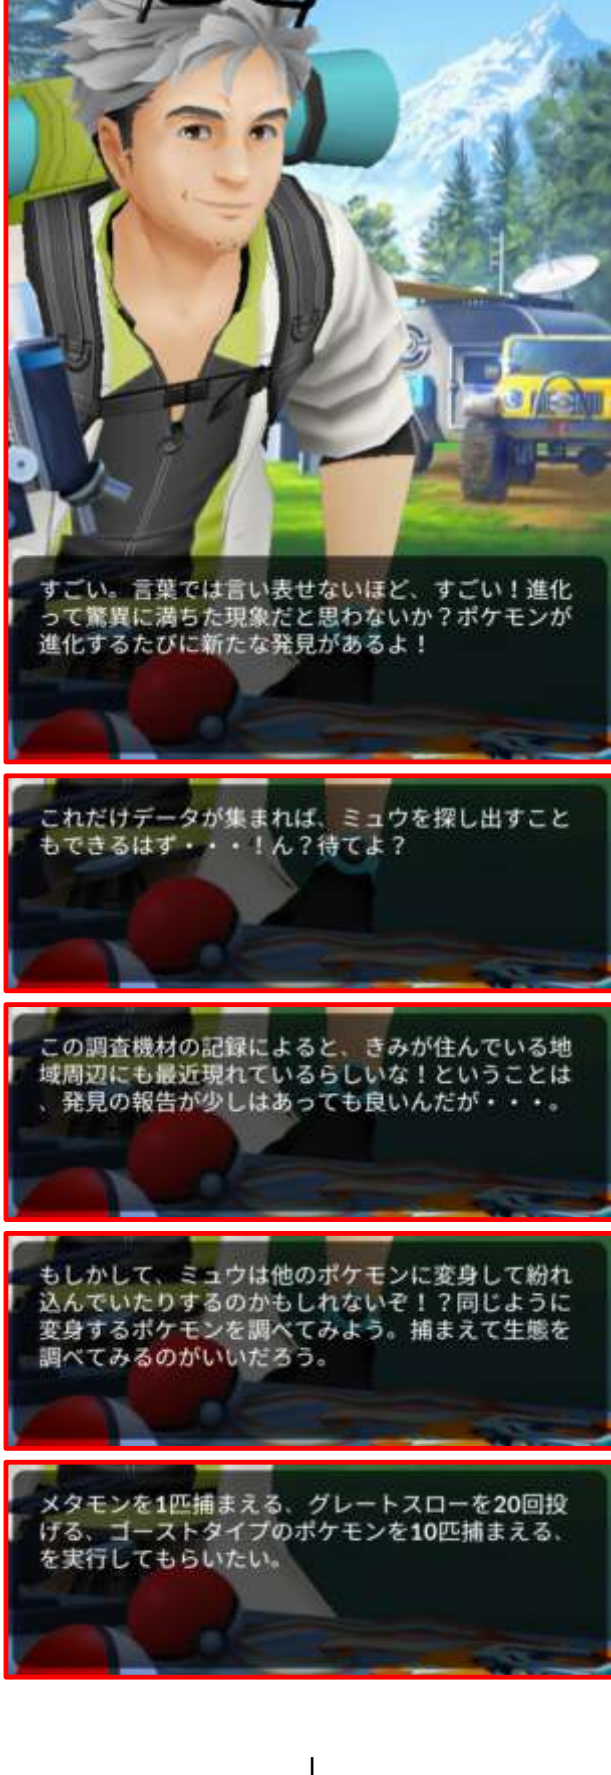 すごい。言葉では言い表せないほど、すごい！進化
って驚異に満ちた現象だと思わないか？ポケモンが
進化するたびに新たな発見があるよ！
これだけデータが集まれば、ミュウを探し出すこと
もできるはず・・・！ん？待てよ？
この調査機材の記録によると、きみが住んでいる地
域周辺にも最近現れているらしいな！ということは
、発見の報告が少しはあっても良いんだが・・・。
もしかして、ミュウは他のポケモンに変身して紛れ
込んでいたりするのかもしれないぞ！？同じように
変身するポケモンを調べてみよう。捕まえて生態を
調べてみるのがいいだろう。
メタモンを1匹捕まえる、グレートスローを20回投
げる、ゴーストタイプのポケモンを10匹捕まえる、
を実行してもらいたい。